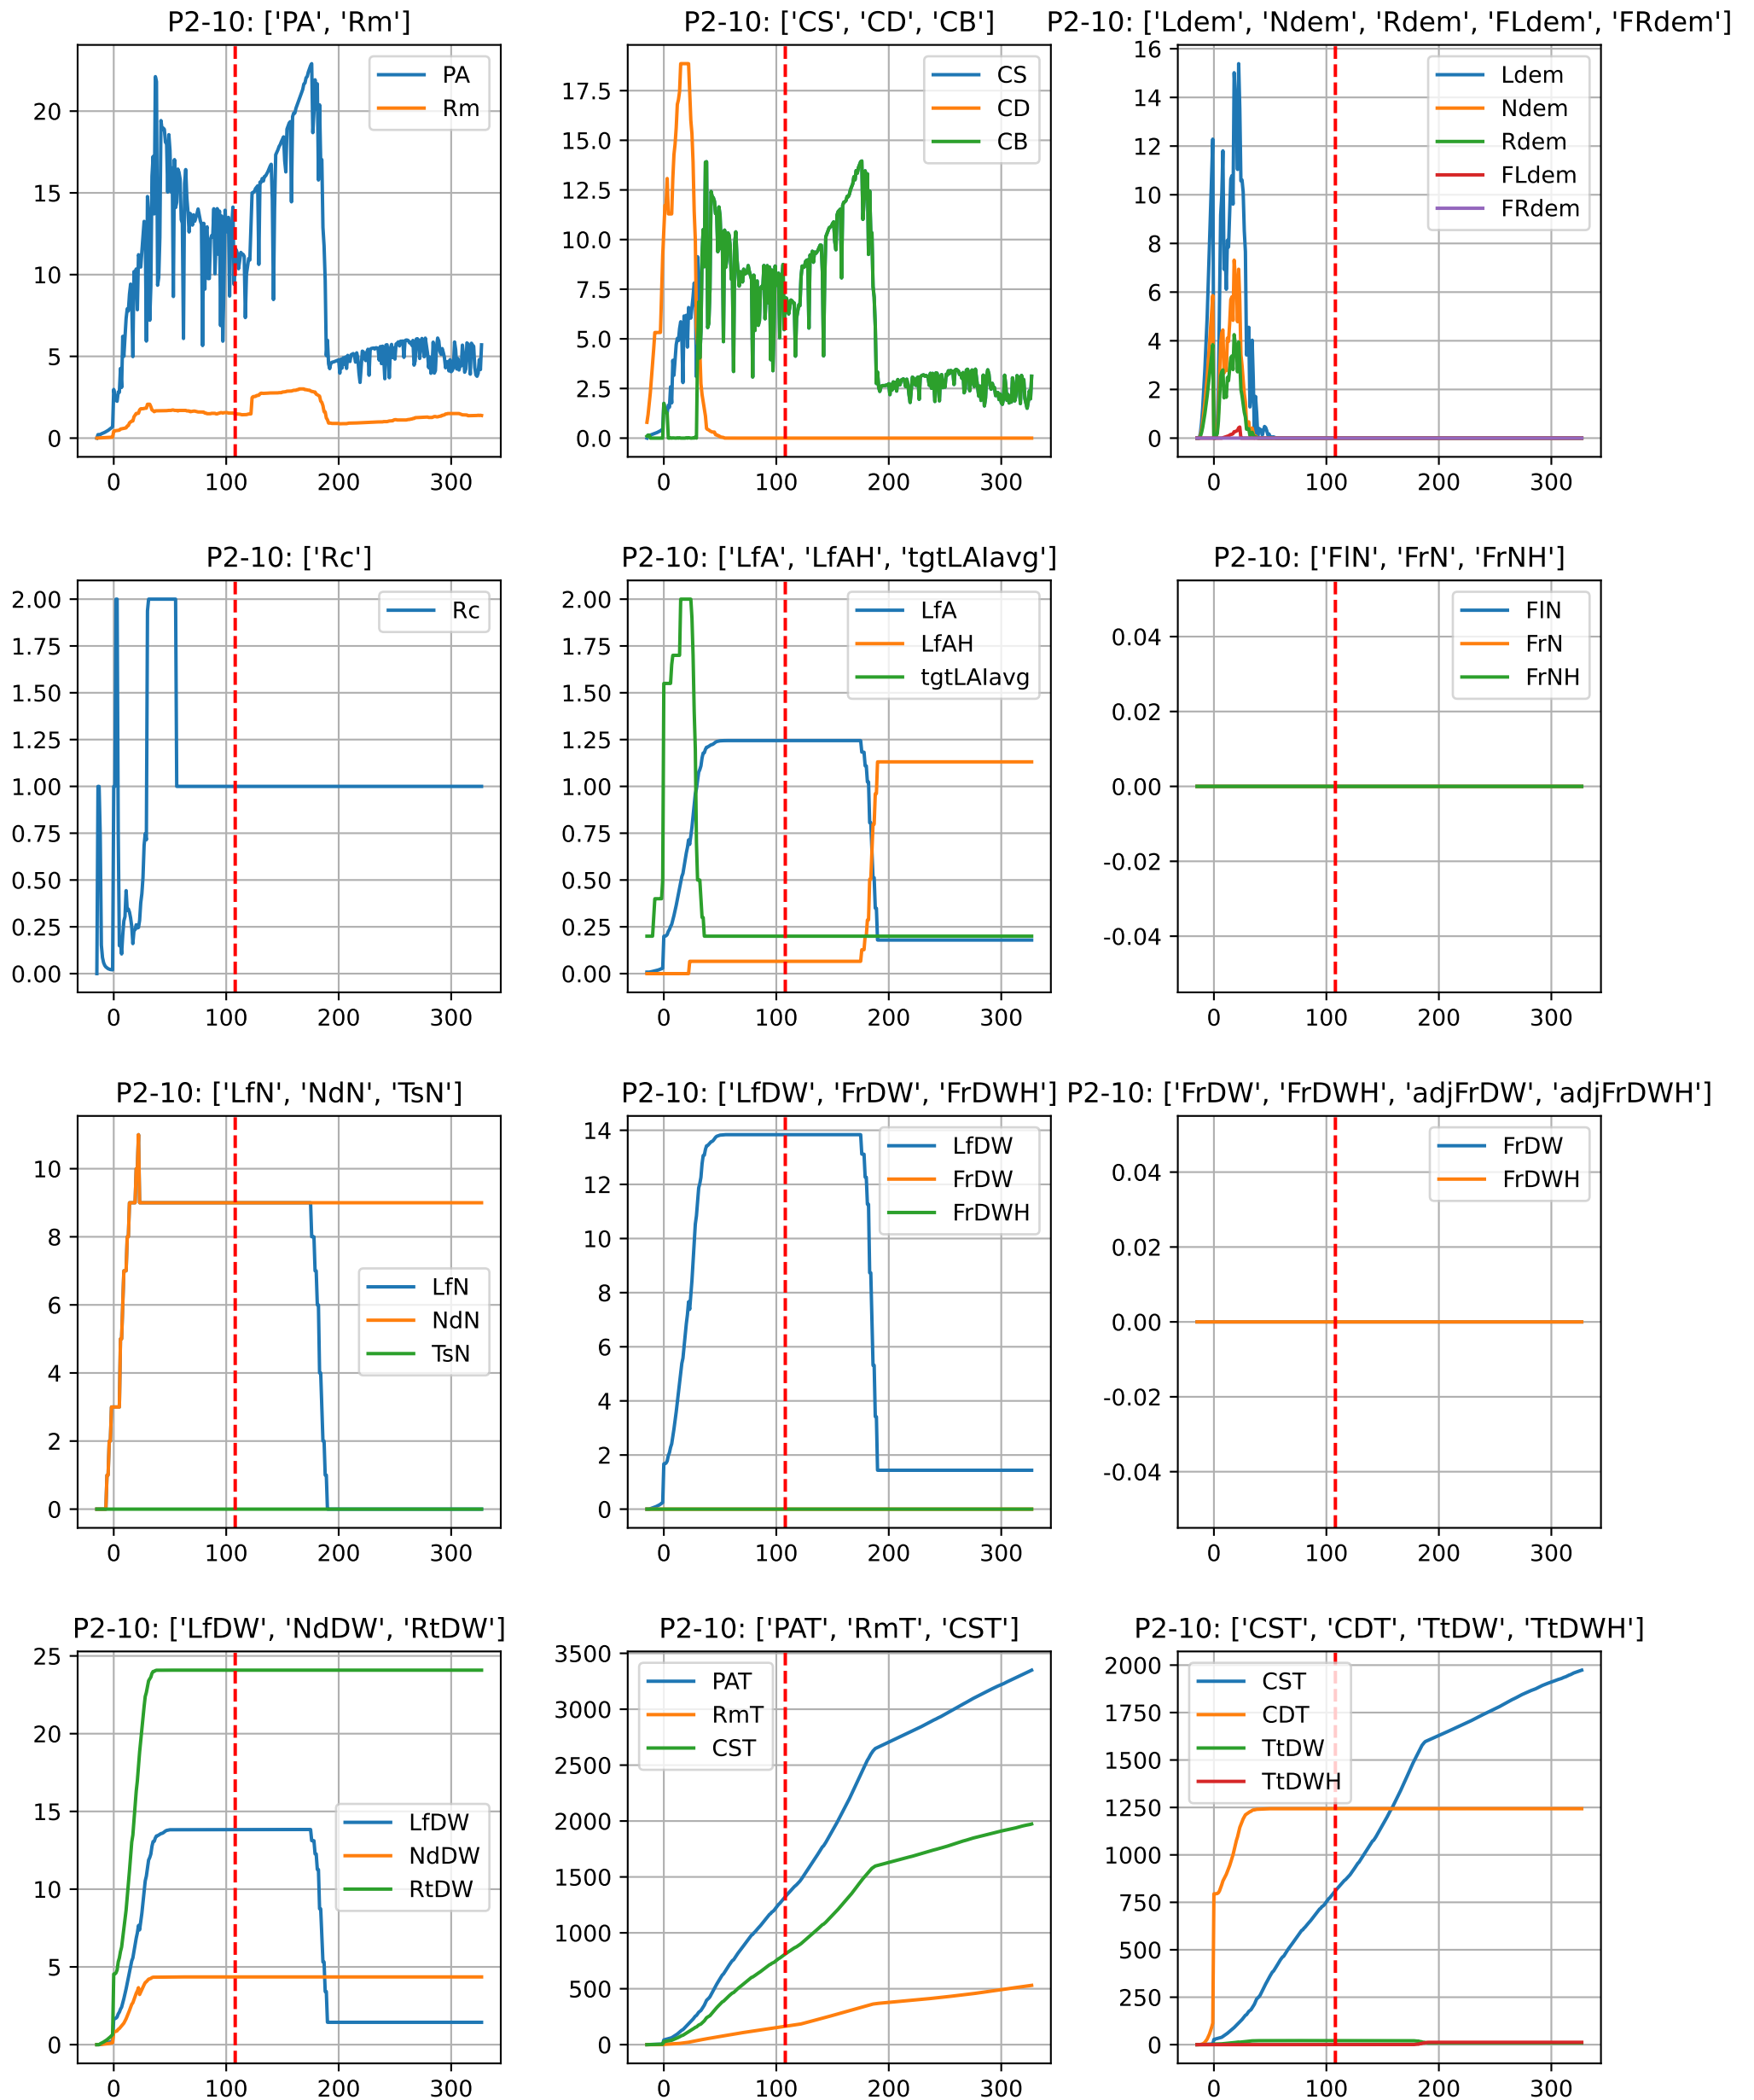 P2-10: ['PA', 'Rm']
P2-10: ['CS', 'CD', 'CB']
P2-10: ['Ldem', 'Ndem', 'Rdem', 'FLdem', 'FRdem']
20
15
10
5
0
0 100 200 300
PA
Rm
17.5
15.0
12.5
10.0
7.5
5.0
2.5
0.0
0 100 200 300
CS
CD
CB
16
14
12
10
8
6
4
2
0
0 100 200 300
Ldem
Ndem
Rdem
FLdem
FRdem
P2-10: ['Rc']
P2-10: ['LfA', 'LfAH', 'tgtLAIavg']
P2-10: ['FlN', 'FrN', 'FrNH']
2.00
1.75
1.50
1.25
1.00
0.75
0.50
0.25
0.00
0 100 200 300
Rc
2.00
1.75
1.50
1.25
1.00
0.75
0.50
0.25
0.00
0 100 200 300
LfA
LfAH
tgtLAIavg
0.04
0.02
0.00
-0.02
-0.04
0 100 200 300
FlN
FrN
FrNH
P2-10: ['LfN', 'NdN', 'TsN']
P2-10: ['LfDW', 'FrDW', 'FrDWH']
P2-10: ['FrDW', 'FrDWH', 'adjFrDW', 'adjFrDWH']
10
8
6
4
2
0
0 100 200 300
LfN
NdN
TsN
14
12
10
8
6
4
2
0
0 100 200 300
LfDW
FrDW
FrDWH
0.04
0.02
0.00
-0.02
-0.04
0 100 200 300
FrDW
FrDWH
P2-10: ['LfDW', 'NdDW', 'RtDW']
P2-10: ['PAT', 'RmT', 'CST']
P2-10: ['CST', 'CDT', 'TtDW', 'TtDWH']
25
20
15
10
5
0
0 100 200 300
LfDW
NdDW
RtDW
3500
3000
2500
2000
1500
1000
500
0
0 100 200 300
PAT
RmT
CST
2000
1750
1500
1250
1000
750
500
250
0
0 100 200 300
CST
CDT
TtDW
TtDWH